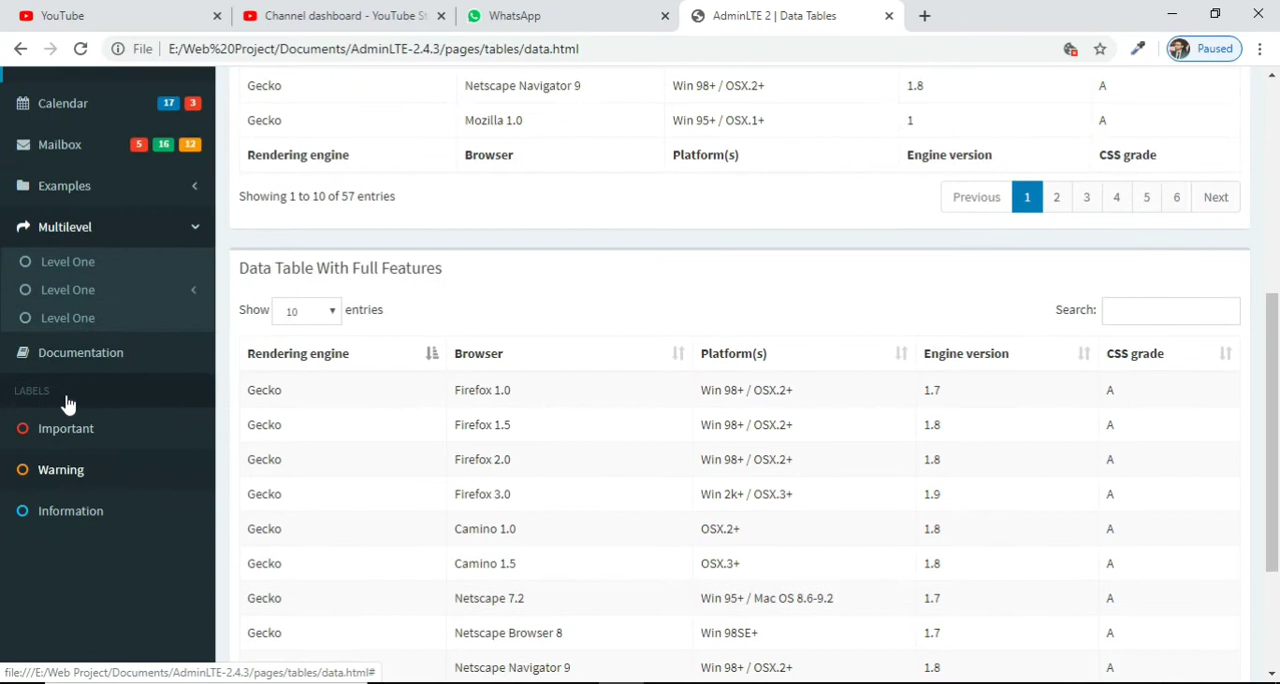 YouTube
Channel dashboard - YouTube St
WhatsApp
AdminLTE 2 | Data Tables
File E:/Web%20Project/Documents/AdminLTE-2.4.3/pages/tables/data.html
Paused
Calendar 17 3
Mailbox 5 16 12
Examples
Multilevel
Level One
Level One
Level One
Documentation
LABELS
Important
Warning
Information
Gecko Netscape Navigator 9 Win 98+ / OSX.2+ 1.8 A
Gecko Mozilla 1.0 Win 95+ / OSX.1+ 1 A
Rendering engine Browser Platform(s) Engine version CSS grade
Showing 1 to 10 of 57 entries
Previous 1 2 3 4 5 6 Next
Data Table With Full Features
Show 10 entries Search:
Rendering engine Browser Platform(s) Engine version CSS grade
Gecko Firefox 1.0 Win 98+ / OSX.2+ 1.7 A
Gecko Firefox 1.5 Win 98+ / OSX.2+ 1.8 A
Gecko Firefox 2.0 Win 98+ / OSX.2+ 1.8 A
Gecko Firefox 3.0 Win 2k+ / OSX.3+ 1.9 A
Gecko Camino 1.0 OSX.2+ 1.8 A
Gecko Camino 1.5 OSX.3+ 1.8 A
Gecko Netscape 7.2 Win 95+ / Mac OS 8.6-9.2 1.7 A
Gecko Netscape Browser 8 Win 98SE+ 1.7 A
Gecko Netscape Navigator 9 Win 98+ / OSX.2+ 1.8 A
file:///E:/Web Project/Documents/AdminLTE-2.4.3/pages/tables/data.html#